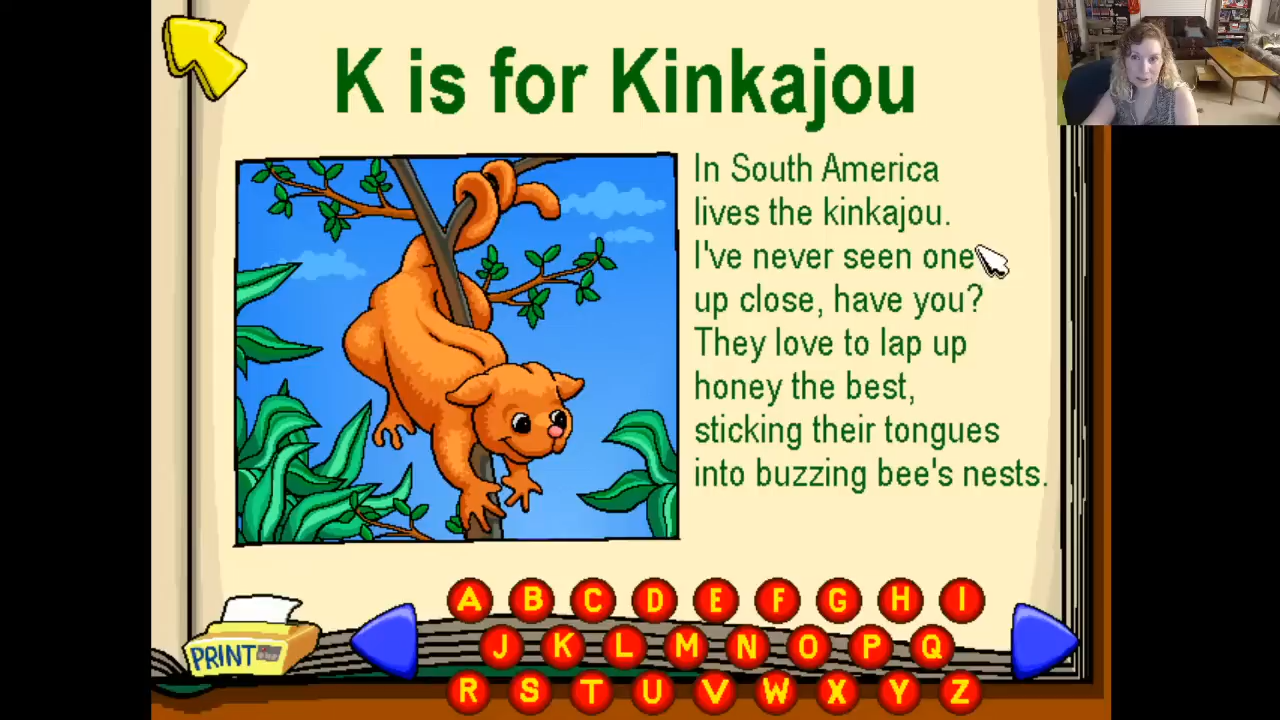 K is for Kinkajou
In South America
lives the kinkajou.
I've never seen one
up close, have you?
They love to lap up
honey the best,
sticking their tongues
into buzzing bee's nests.
PRINT
A B C D E F G H I
J K L M N O P Q
R S T U V W X Y Z